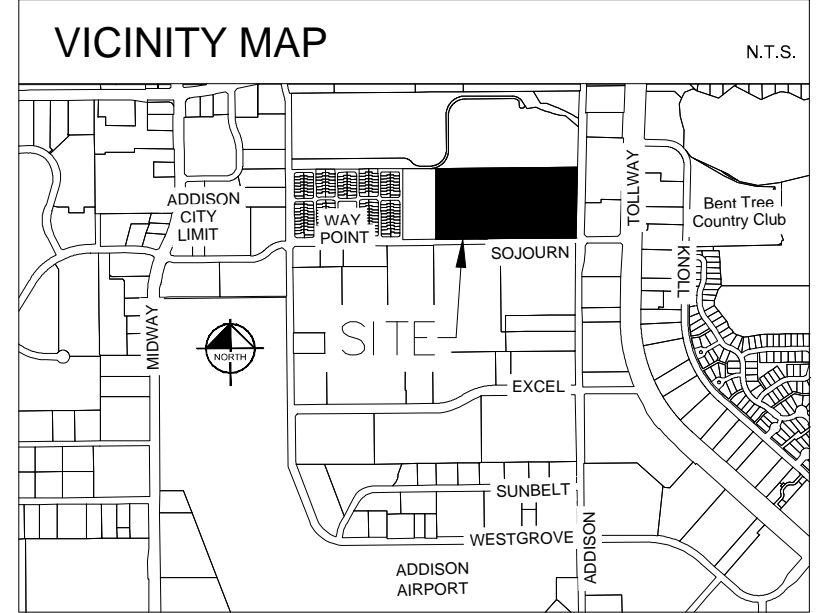 VICINITY MAP
N.T.S.
ADDISON
CITY
LIMIT
WAY
POINT
TOLLWAY
Bent Tree
Country Club
SOJOURN
KNOLL
MIDWAY
NORTH
SITE
EXCEL
SUNBELT
WESTGROVE
ADDISON
ADDISON
AIRPORT